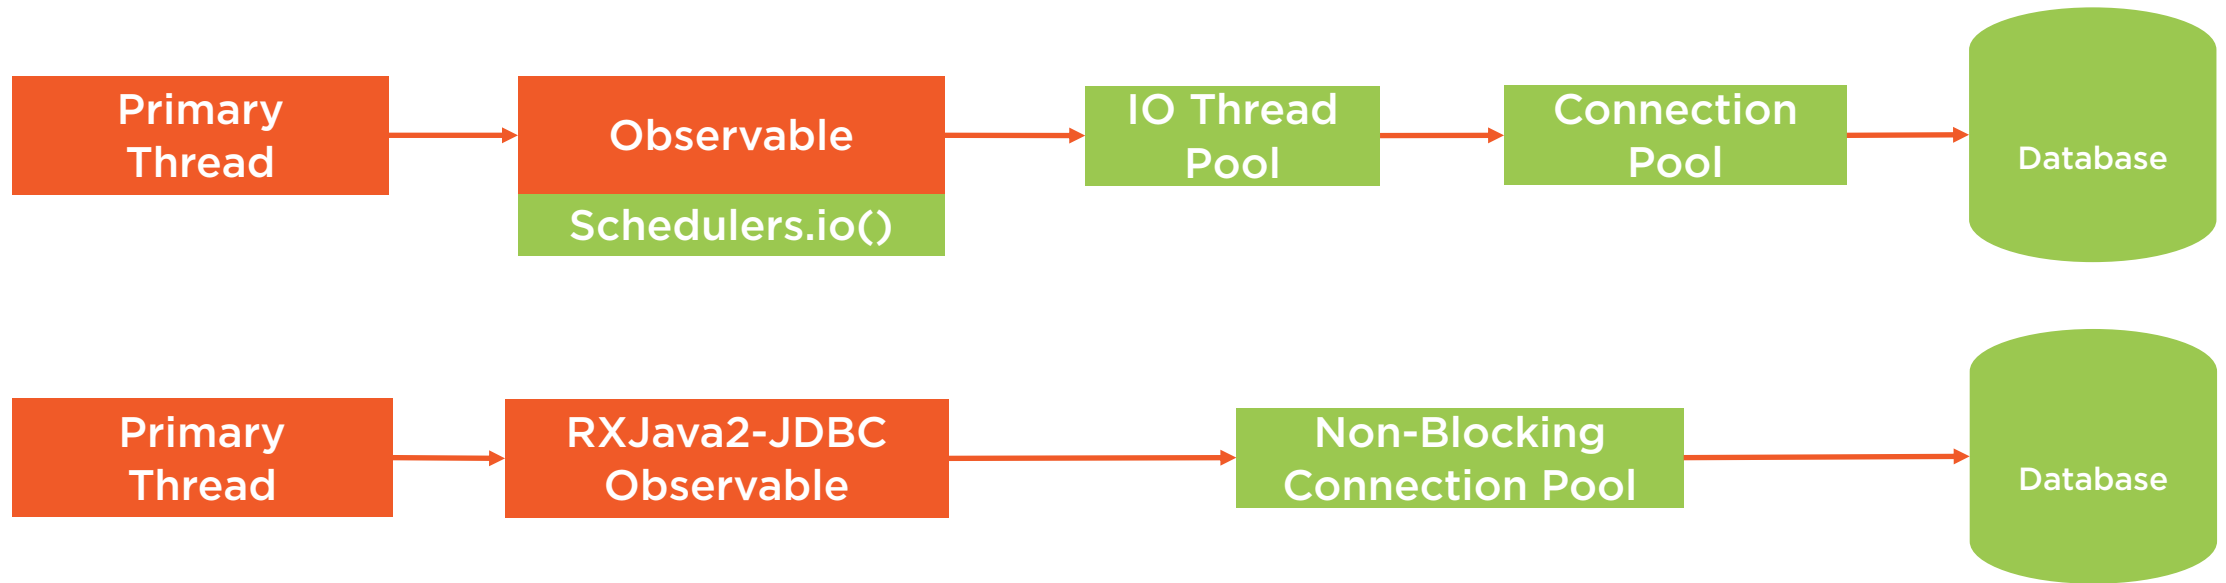 Primary
Thread
Observable
Schedulers.io()
IO Thread
Pool
Connection
Pool
Database
Primary
Thread
RXJava2-JDBC
Observable
Non-Blocking
Connection Pool
Database